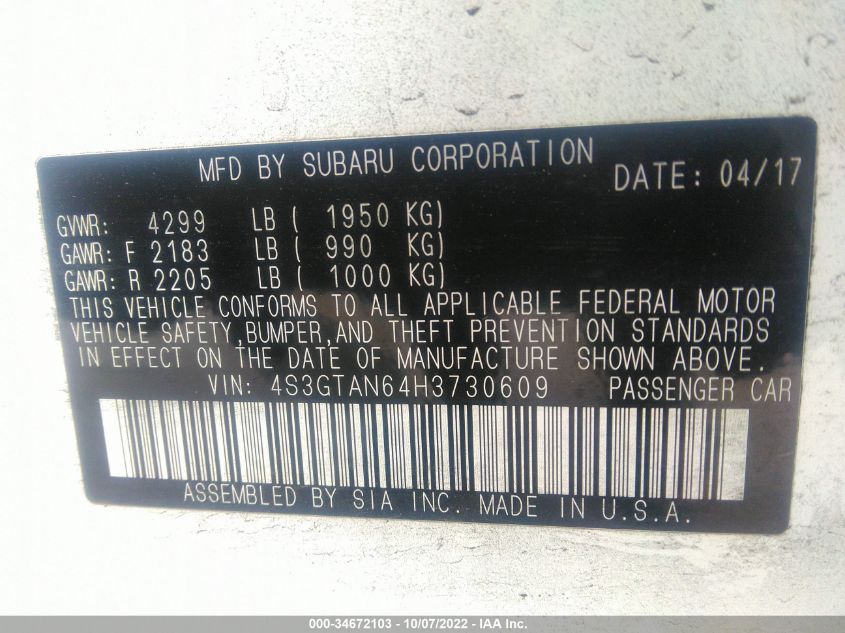 MFD BY SUBARU CORPORATION
DATE: 04/17
GVWR: 4299 LB ( 1950 KG)
GAWR: F 2183 LB ( 990 KG)
GAWR: R 2205 LB ( 1000 KG)
THIS VEHICLE CONFORMS TO ALL APPLICABLE FEDERAL MOTOR
VEHICLE SAFETY,BUMPER,AND THEFT PREVENTION STANDARDS
IN EFFECT ON THE DATE OF MANUFACTURE SHOWN ABOVE.
VIN: 4S3GTAN64H3730609 PASSENGER CAR
ASSEMBLED BY SIA INC. MADE IN U.S.A.
000-34672103 - 10/07/2022 - IAA Inc.